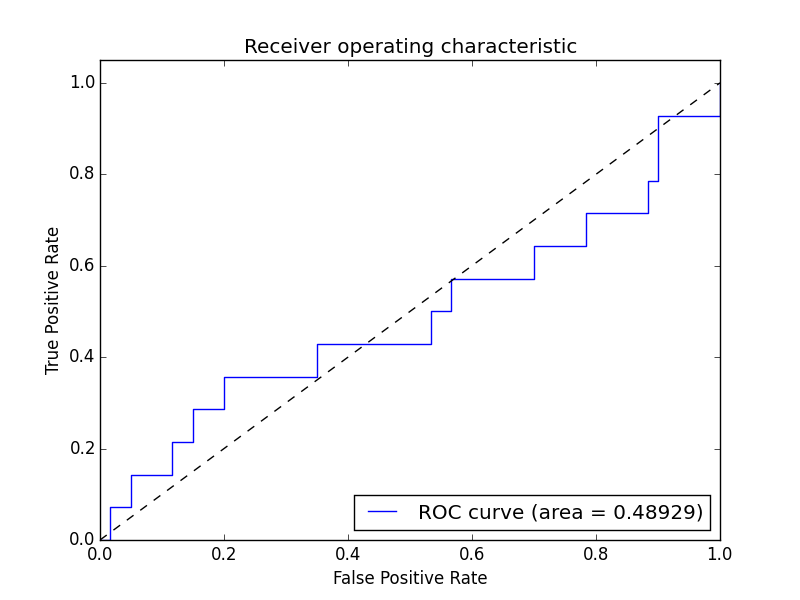 Receiver operating characteristic
True Positive Rate
1.0
0.8
0.6
0.4
0.2
0.0
ROC curve (area = 0.48929)
0.0 0.2 0.4 0.6 0.8 1.0
False Positive Rate